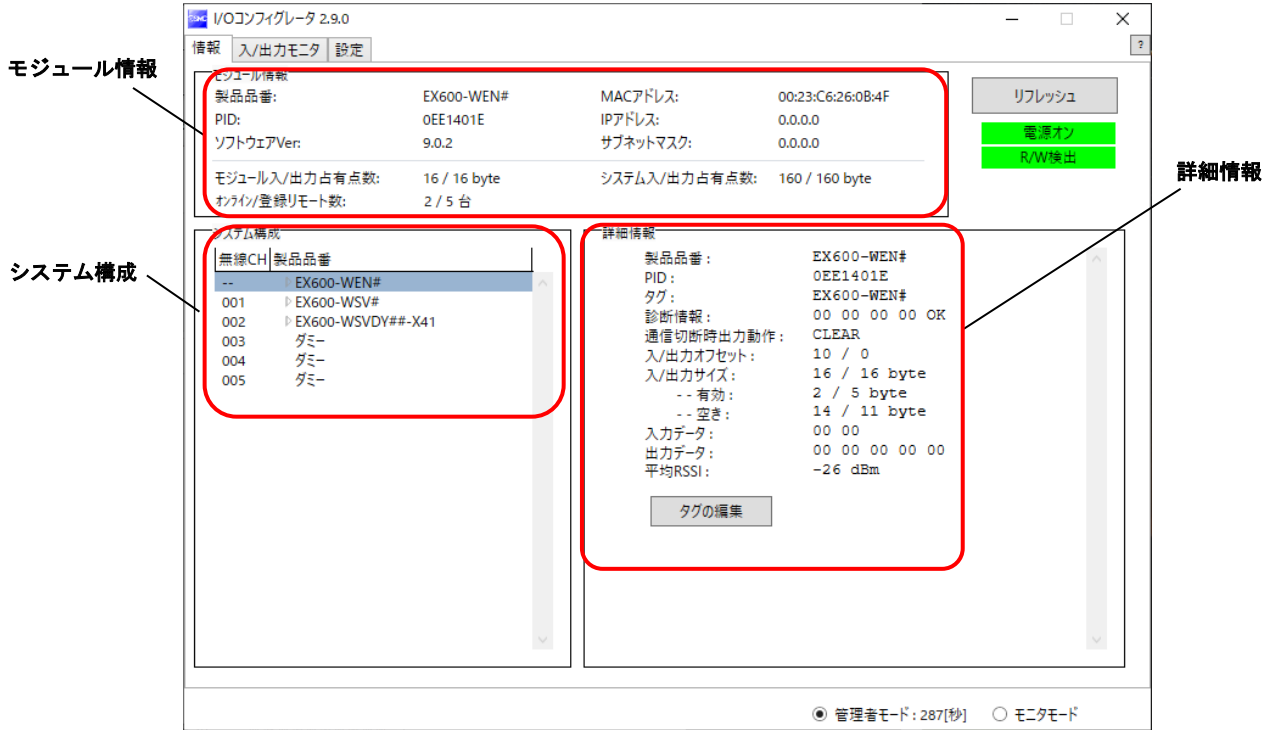 I/Oコンフィグレータ 2.9.0
情報 入/出力モニタ 設定 ?
モジュール情報
モジュール情報
製品品番: EX600-WEN# MACアドレス: 00:23:C6:26:0B:4F
PID: 0EE1401E IPアドレス: 0.0.0.0
ソフトウェアVer: 9.0.2 サブネットマスク: 0.0.0.0
モジュール入/出力占有点数: 16 / 16 byte システム入/出力占有点数: 160 / 160 byte
オンライン/登録リモート数: 2 / 5 台
リフレッシュ
電源オン
R/W検出
詳細情報
システム構成
システム構成
無線CH 製品品番
-- EX600-WEN#
001 EX600-WSV#
002 EX600-WSVDY##-X41
003 ダミー
004 ダミー
005 ダミー
詳細情報
製品品番: EX600-WEN#
PID: 0EE1401E
タグ: EX600-WEN#
診断情報: 00 00 00 00 OK
通信切断時出力動作: CLEAR
入/出力オフセット: 10 / 0
入/出力サイズ: 16 / 16 byte
--有効: 2 / 5 byte
--空き: 14 / 11 byte
入力データ: 00 00
出力データ: 00 00 00 00 00
平均RSSI: -26 dBm
タグの編集
管理者モード: 287[秒] モニタモード